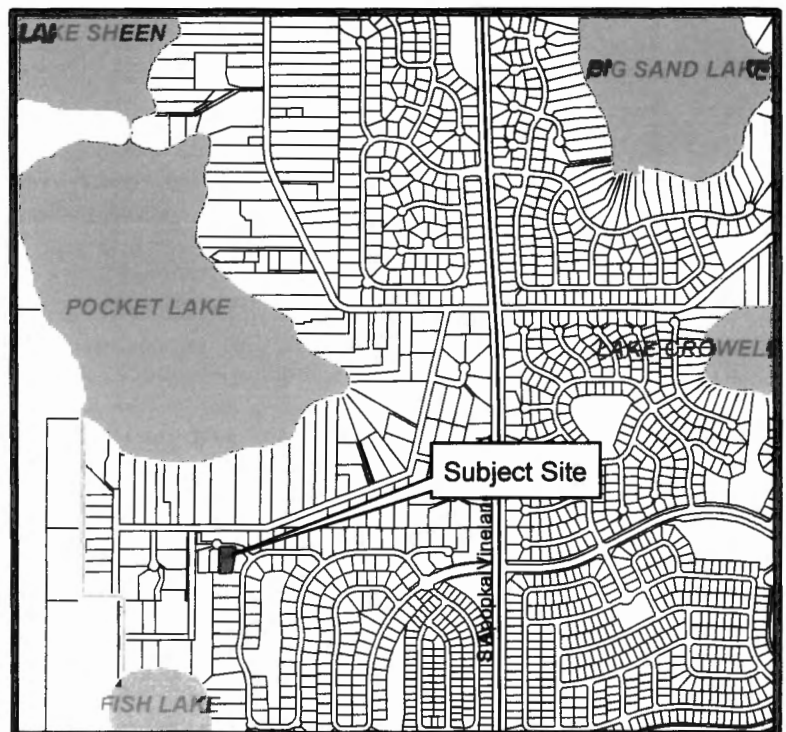 LAKE SHEEN
BIG SAND LAKE
POCKET LAKE
LAKE CROWELL
Subject Site
S Apopka Vineland
FISH LAKE